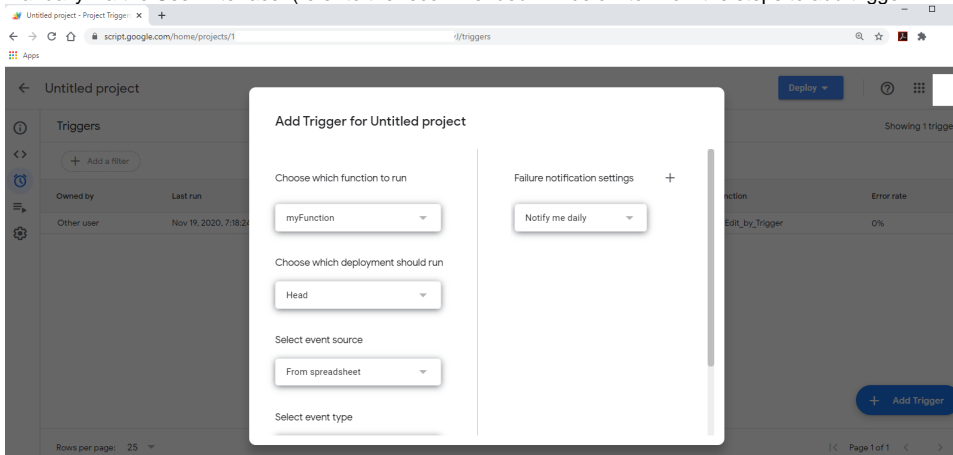 Untitled project - Project Trigger
script.google.com/home/projects/1 /triggers
Apps
Untitled project
Deploy
Triggers
Showing 1 trigge
+ Add a filter
Owned by Last run nction Error rate
Other user Nov 19, 2020, 7:18:24 Edit_by_Trigger 0%
Add Trigger for Untitled project
Choose which function to run
myFunction
Choose which deployment should run
Head
Select event source
From spreadsheet
Select event type
Failure notification settings +
Notify me daily
+ Add Trigger
Rows per page: 25
Page 1 of 1